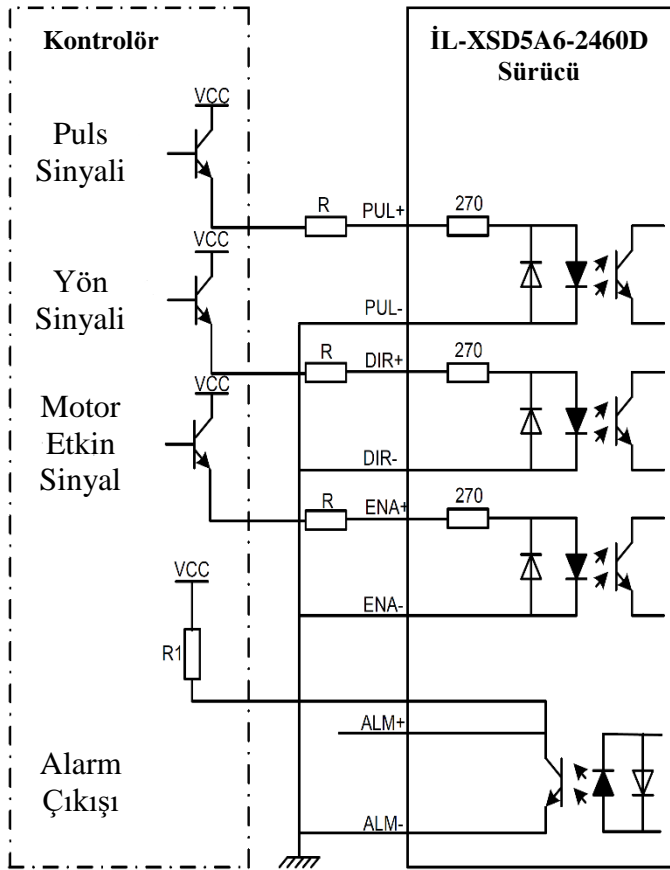 Kontrolör
İL-XSD5A6-2460D
Sürücü
VCC
Puls
Sinyali
R
PUL+
270
VCC
Yön
Sinyali
PUL-
R
DIR+
270
VCC
Motor
Etkin
Sinyal
DIR-
R
ENA+
270
VCC
ENA-
R1
ALM+
Alarm
Çıkışı
ALM-